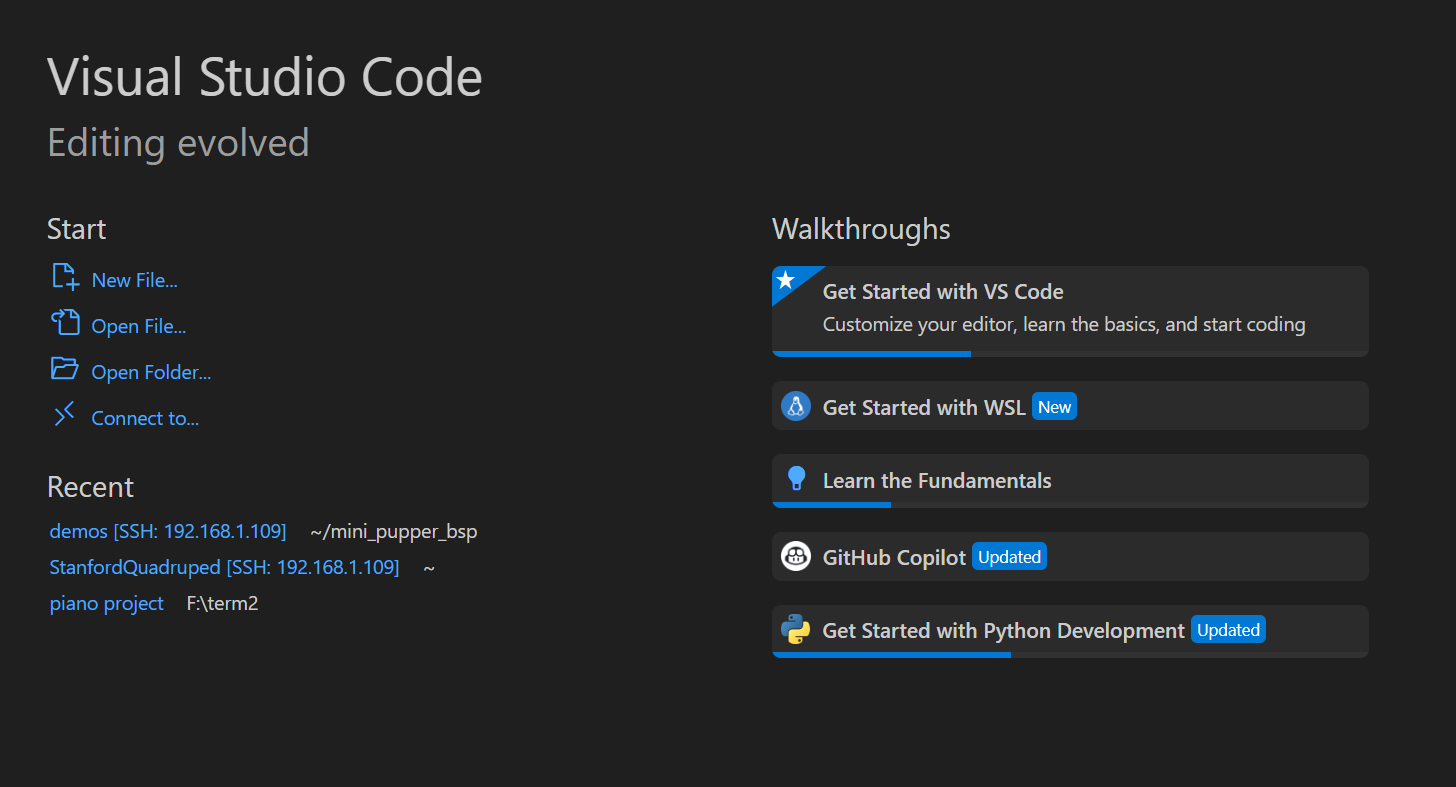 Visual Studio Code
Editing evolved
Start
New File...
Open File...
Open Folder...
Connect to...
Recent
demos [SSH: 192.168.1.109] ~/mini_pupper_bsp
StanfordQuadruped [SSH: 192.168.1.109] ~
piano project F:\term2
Walkthroughs
Get Started with VS Code
Customize your editor, learn the basics, and start coding
Get Started with WSL New
Learn the Fundamentals
GitHub Copilot Updated
Get Started with Python Development Updated